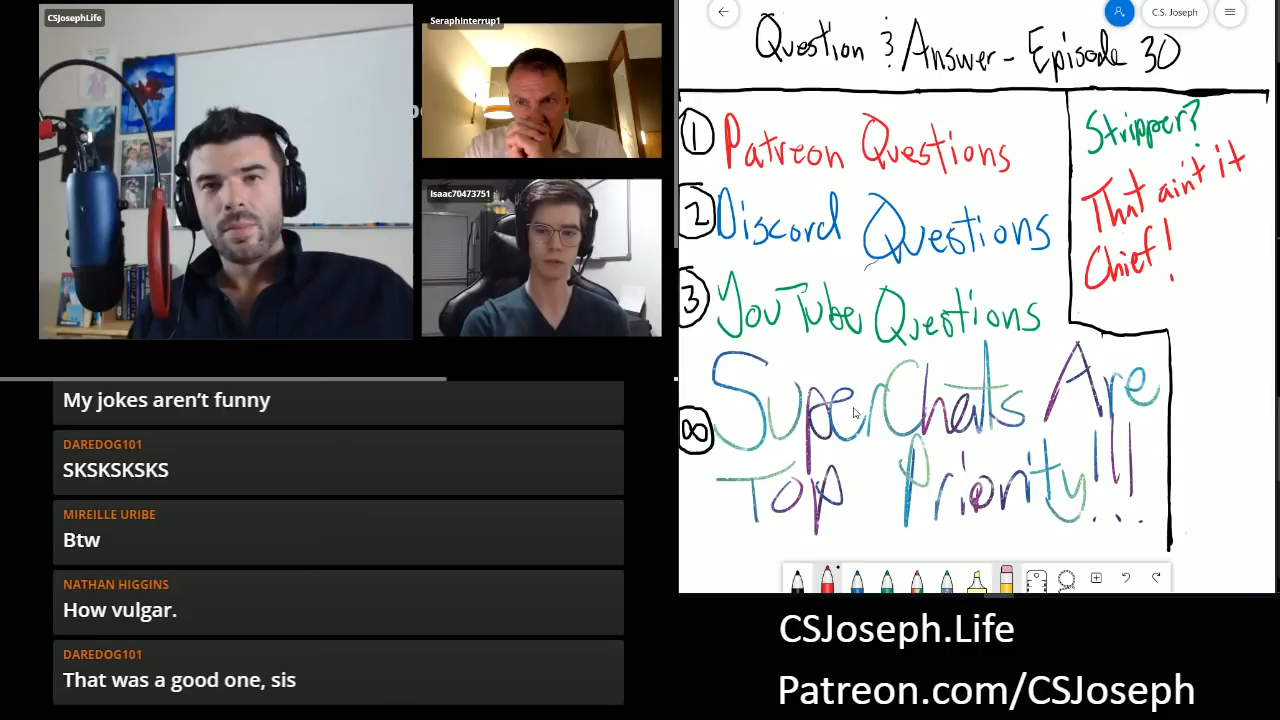 CSJosephLife
SeraphInterrup1
Isaac70473751
C.S. Joseph
Question & Answer - Episode 30
1 Patreon Questions
2 Discord Questions
3 YouTube Questions
∞ SuperChats Are
Top Priority!!!
Stripper?
That ain't it
Chief!
My jokes aren't funny
DAREDOG101
SKSKSKSKS
MIREILLE URIBE
Btw
NATHAN HIGGINS
How vulgar.
DAREDOG101
That was a good one, sis
CSJoseph.Life
Patreon.com/CSJoseph